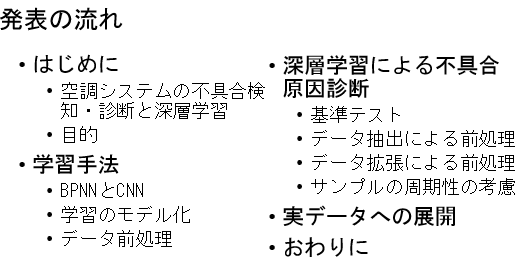 発表の流れ
• はじめに
• 空調システムの不具合検
知・診断と深層学習
• 目的
• 学習手法
• BPNNとCNN
• 学習のモデル化
• データ前処理
• 深層学習による不具合
原因診断
• 基準テスト
• データ抽出による前処理
• データ拡張による前処理
• サンプルの周期性の考慮
• 実データへの展開
• おわりに